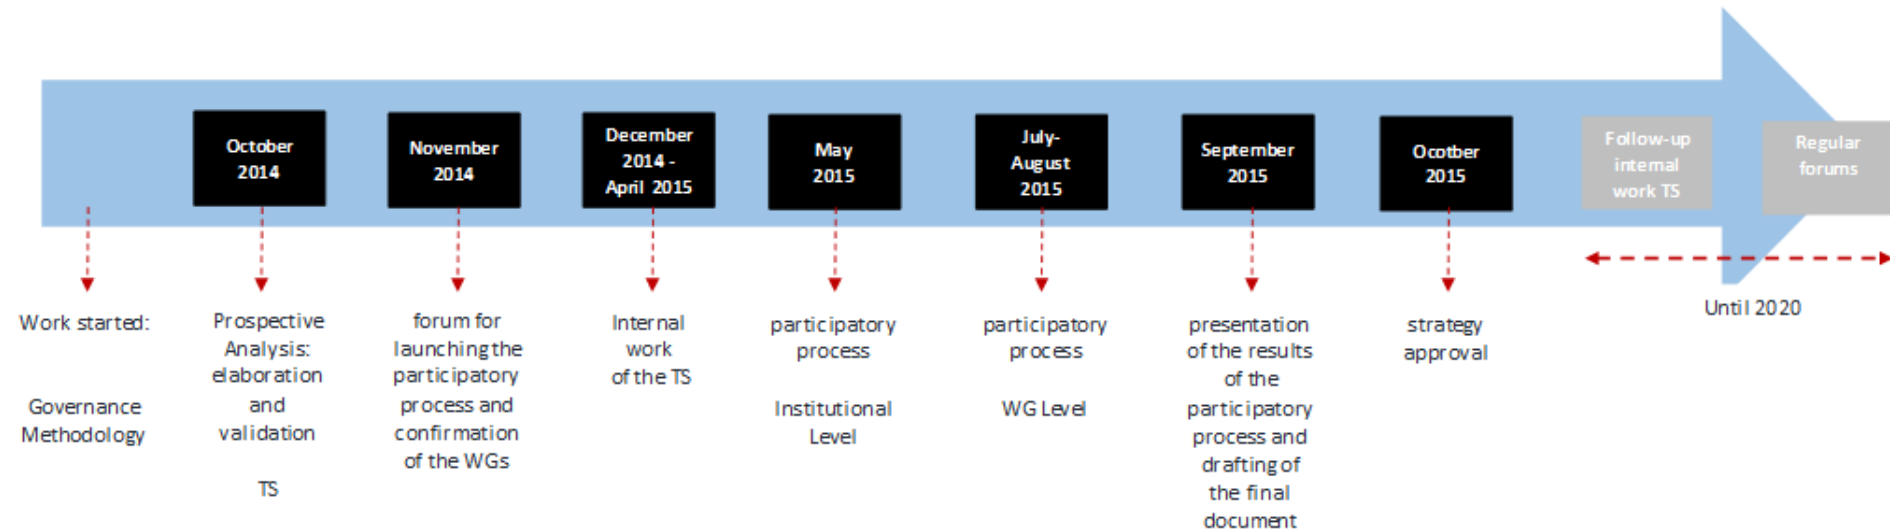 October
2014
November
2014
December
2014 -
April 2015
May
2015
July-
August
2015
September
2015
Ocotber
2015
Follow-up
internal
work TS
Regular
forums
Work started:
Governance
Methodology
Prospective
Analysis:
elaboration
and
validation
TS
forum for
launching the
participatory
process and
confirmation
of the WGs
Internal
work
of the TS
participatory
process
Institutional
Level
participatory
process
WG Level
presentation
of the results
of the
participatory
process and
drafting of
the final
document
strategy
approval
Until 2020